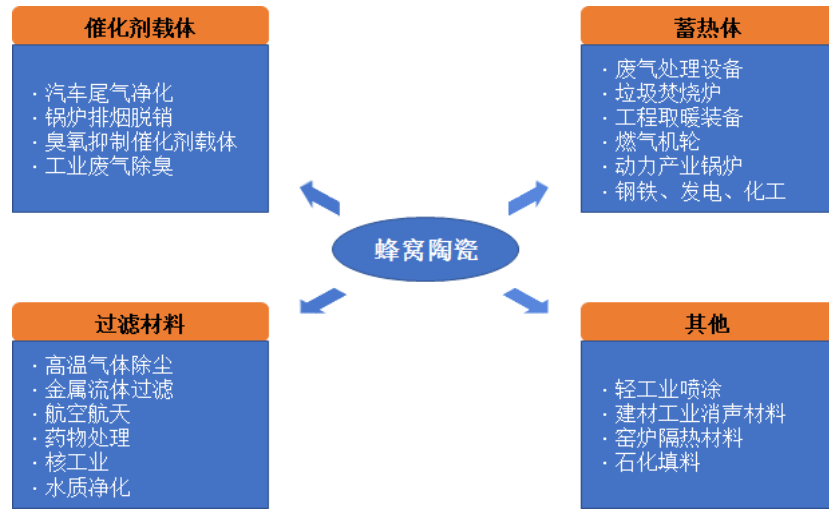 催化剂载体
· 汽车尾气净化
· 锅炉排烟脱销
· 臭氧抑制催化剂载体
· 工业废气除臭
蓄热体
· 废气处理设备
· 垃圾焚烧炉
· 工程取暖装备
· 燃气机轮
· 动力产业锅炉
· 钢铁、发电、化工
蜂窝陶瓷
过滤材料
· 高温气体除尘
· 金属流体过滤
· 航空航天
· 药物处理
· 核工业
· 水质净化
其他
· 轻工业喷涂
· 建材工业消声材料
· 窑炉隔热材料
· 石化填料